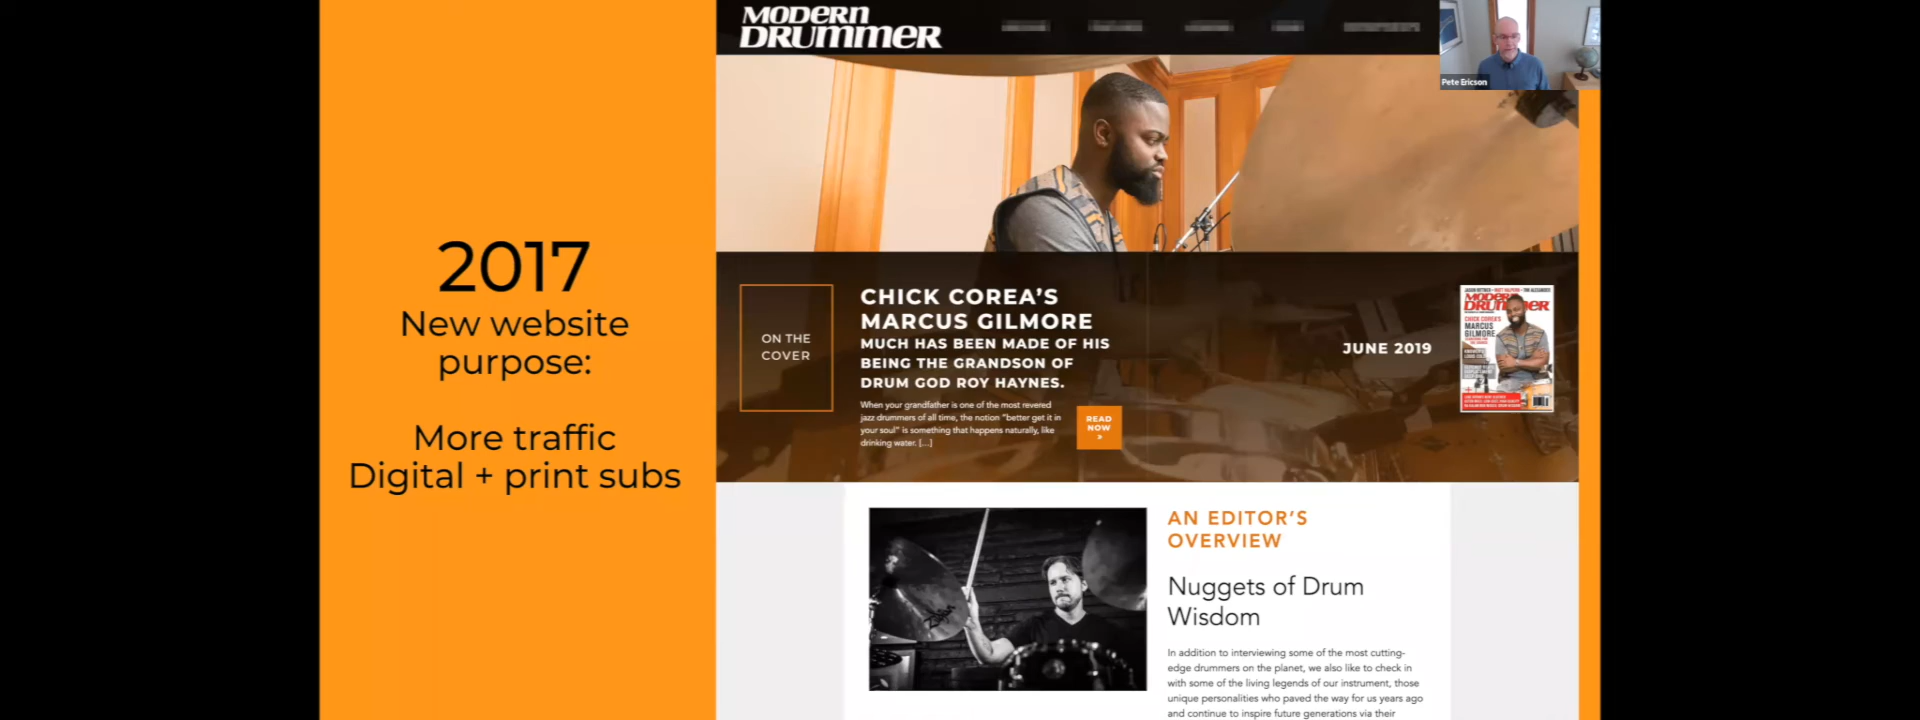 2017
New website
purpose:
More traffic
Digital + print subs
MODERN
DRUMMER
Pete Ericson
ON THE
COVER
CHICK COREA'S
MARCUS GILMORE
MUCH HAS BEEN MADE OF HIS
BEING THE GRANDSON OF
DRUM GOD ROY HAYNES.
When your grandfather is one of the most revered
jazz drummers of all time, the notion "better get it in
your soul" is something that happens naturally, like
drinking water. [...]
READ
NOW
>
JUNE 2019
MODERN
DRUMMER
CHICK COREA'S
MARCUS
GILMORE
AN EDITOR'S
OVERVIEW
Nuggets of Drum
Wisdom
In addition to interviewing some of the most cutting-
edge drummers on the planet, we also like to check in
with some of the living legends of our instrument, those
unique personalities who paved the way for us years ago
and continue to inspire future generations via their